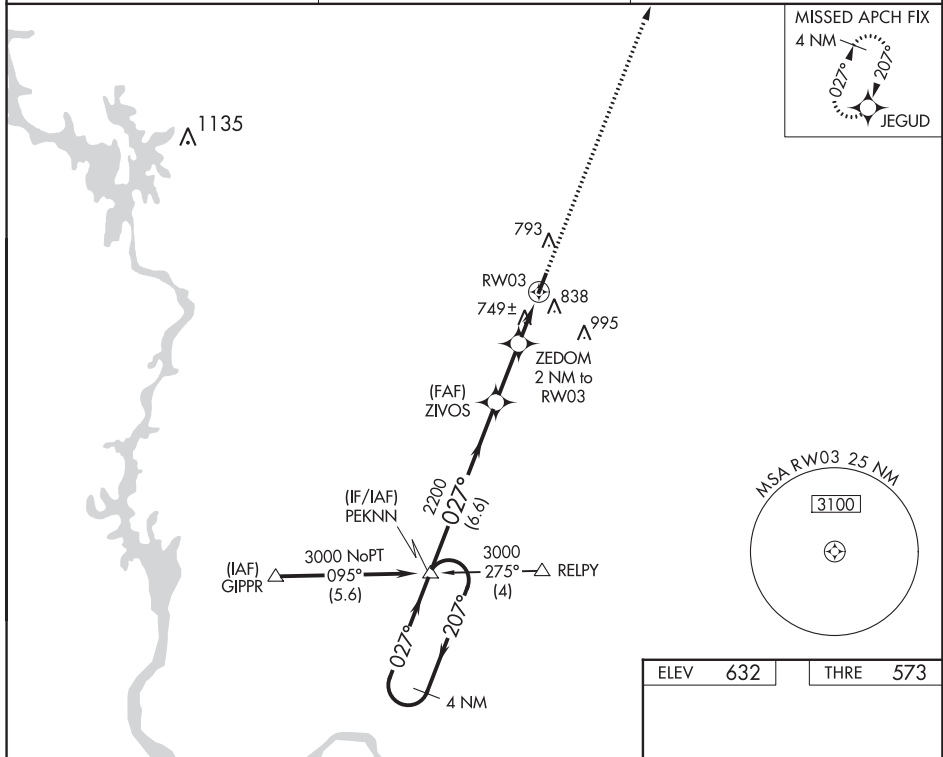 MISSED APCH FIX
4 NM
027°
207°
JEGUD
1135
793
RW03
838
749±
995
ZEDOM
2 NM to
RW03
(FAF)
ZIVOS
MSA RW03 25 NM
3100
(IF/IAF)
PEKNN
2200
027°
(6.6)
(IAF)
GIPPR
3000 NoPT
095°
(5.6)
3000
275°
(4)
RELPY
027°
207°
4 NM
ELEV 632
THRE 573